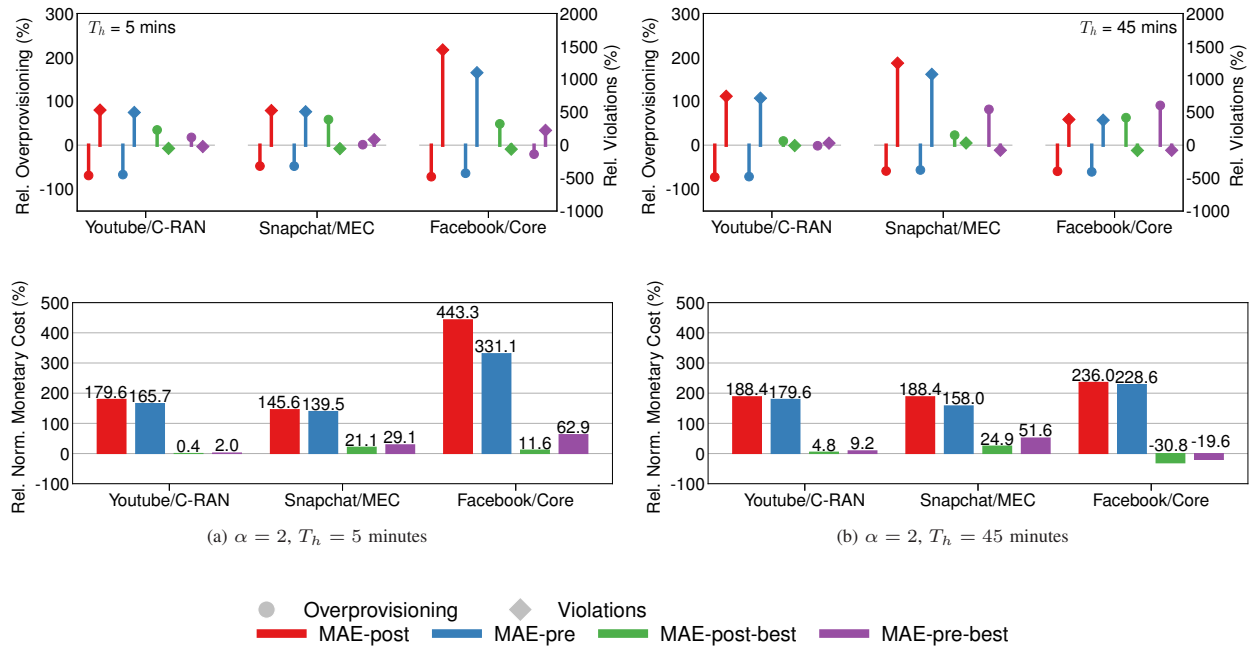 Rel. Overprovisioning (%)
300
200
100
0
-100
T_h = 5 mins
2000
1500
1000
500
0
-500
-1000
Rel. Violations (%)
Youtube/C-RAN Snapchat/MEC Facebook/Core
Rel. Overprovisioning (%)
300
200
100
0
-100
T_h = 45 mins
2000
1500
1000
500
0
-500
-1000
Rel. Violations (%)
Youtube/C-RAN Snapchat/MEC Facebook/Core
Rel. Norm. Monetary Cost (%)
500
400
300
200
100
0
-100
179.6 165.7 0.4 2.0
145.6 139.5 21.1 29.1
443.3 331.1 11.6 62.9
Youtube/C-RAN Snapchat/MEC Facebook/Core
(a) α = 2, T_h = 5 minutes
Rel. Norm. Monetary Cost (%)
500
400
300
200
100
0
-100
188.4 179.6 4.8 9.2
188.4 158.0 24.9 51.6
236.0 228.6 -30.8 -19.6
Youtube/C-RAN Snapchat/MEC Facebook/Core
(b) α = 2, T_h = 45 minutes
Overprovisioning Violations
MAE-post MAE-pre MAE-post-best MAE-pre-best